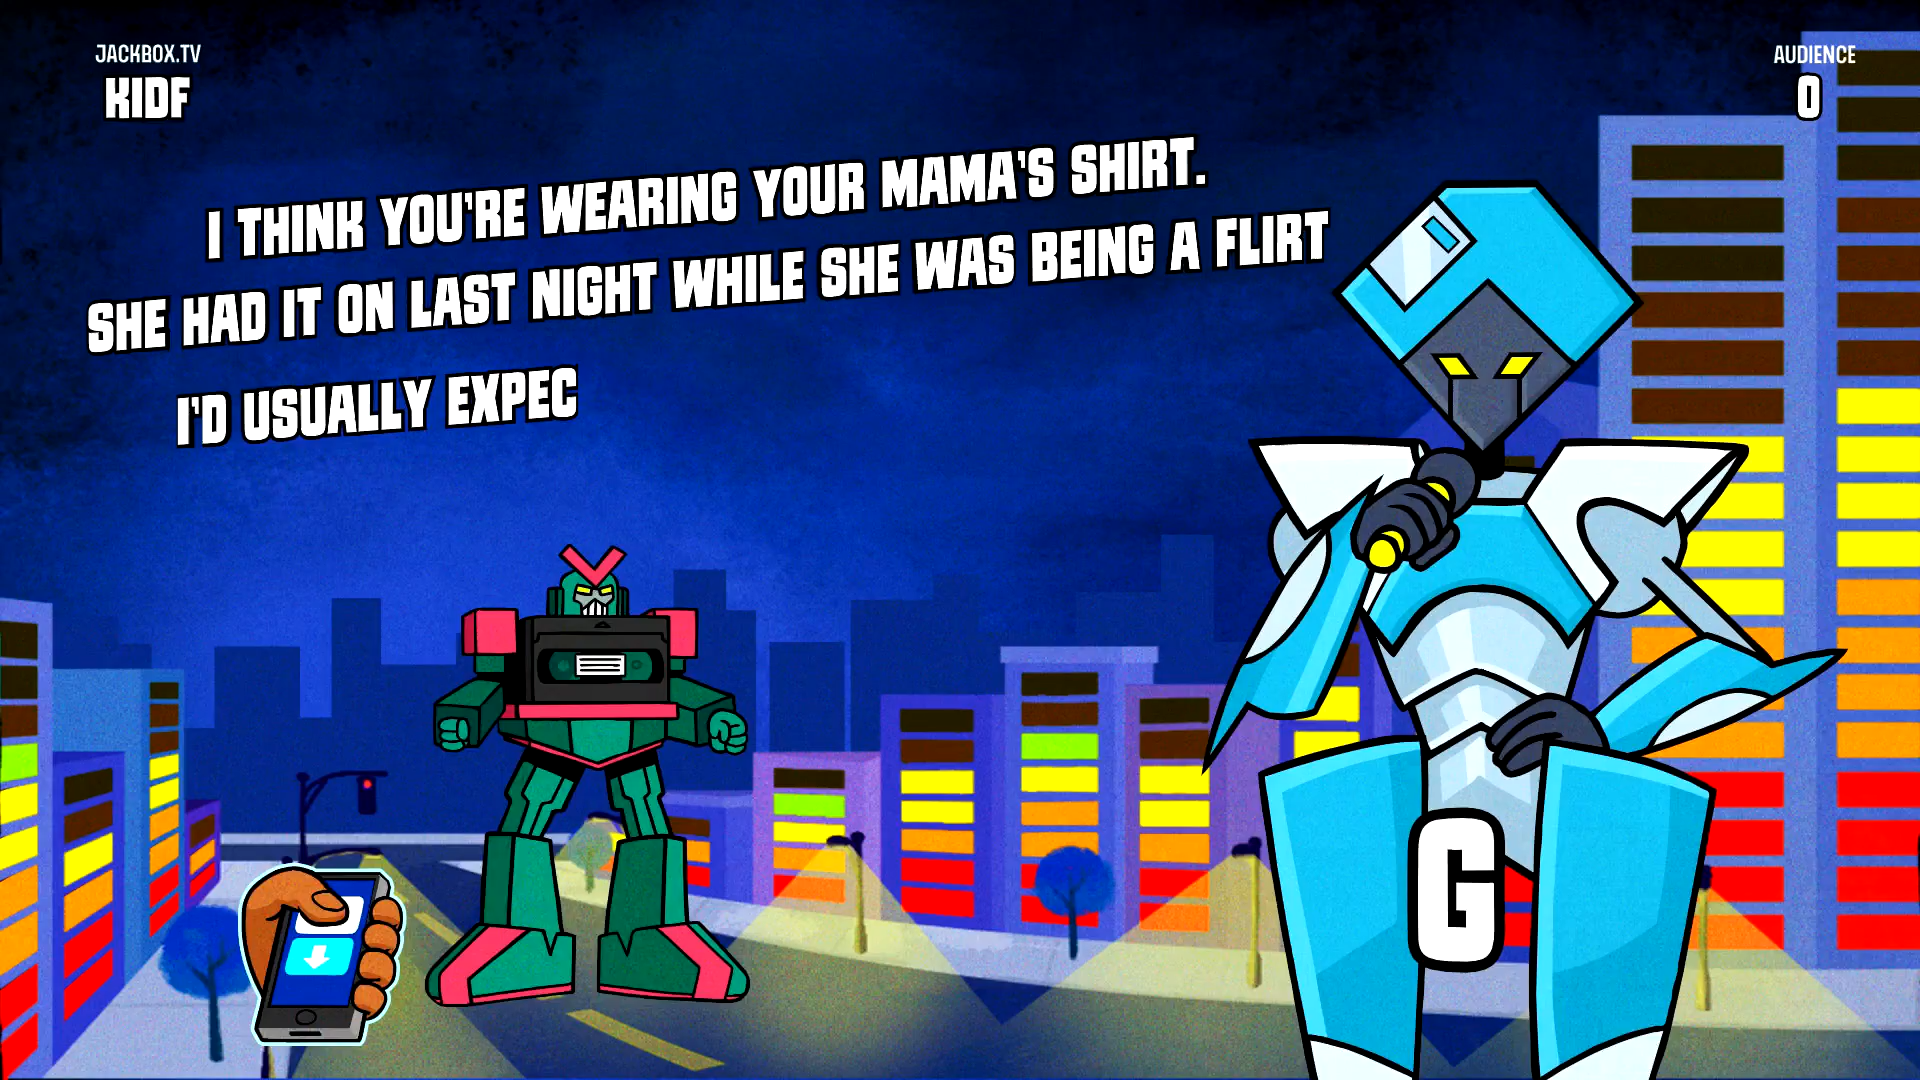 JACKBOX.TV
KIDF
AUDIENCE
0
I THINK YOU'RE WEARING YOUR MAMA'S SHIRT.
SHE HAD IT ON LAST NIGHT WHILE SHE WAS BEING A FLIRT
I'D USUALLY EXPEC
G